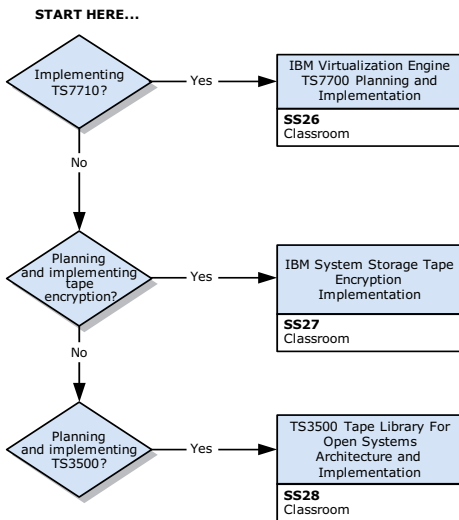 START HERE...
Implementing
TS7710?
Yes
IBM Virtualization Engine
TS7700 Planning and
Implementation
SS26
Classroom
No
Planning
and implementing
tape
encryption?
Yes
IBM System Storage Tape
Encryption
Implementation
SS27
Classroom
No
Planning
and implementing
TS3500?
Yes
TS3500 Tape Library For
Open Systems
Architecture and
Implementation
SS28
Classroom